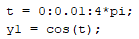 t = 0:0.01:4*pi;
y1 = cos(t);